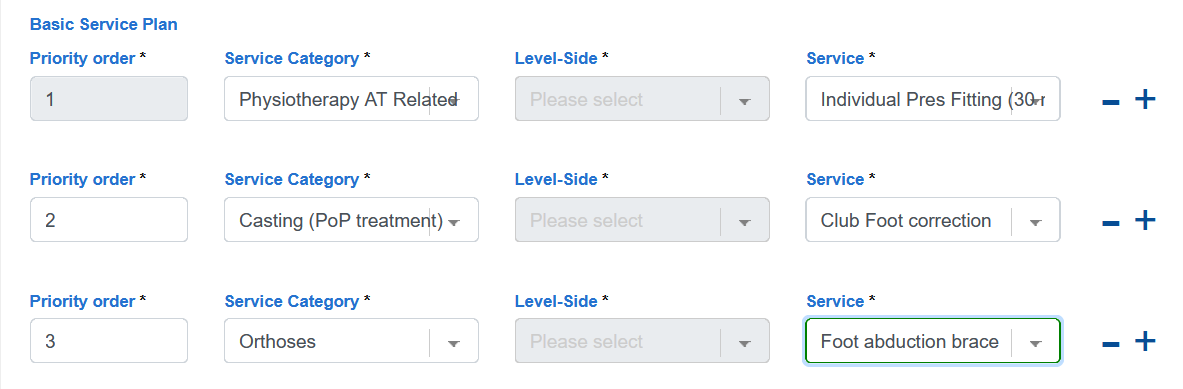 Basic Service Plan
Priority order * Service Category * Level-Side * Service *
1 Physiotherapy AT Related Please select Individual Pres Fitting (30
Priority order * Service Category * Level-Side * Service *
2 Casting (PoP treatment) Please select Club Foot correction
Priority order * Service Category * Level-Side * Service *
3 Orthoses Please select Foot abduction brace